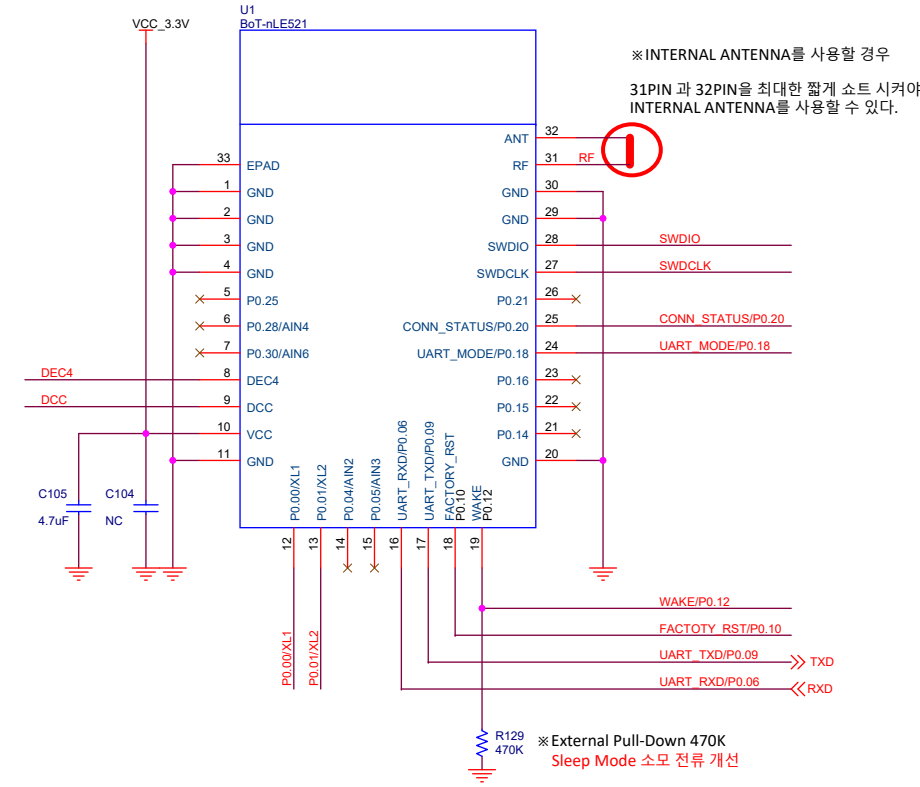 U1
BoT-nLE521
VCC_3.3V
※INTERNAL ANTENNA를 사용할 경우
31PIN 과 32PIN을 최대한 짧게 쇼트 시켜야
INTERNAL ANTENNA를 사용할 수 있다.
ANT 32
RF 31 RF
33 EPAD
1 GND
2 GND
3 GND
4 GND
5 P0.25
6 P0.28/AIN4
7 P0.30/AIN6
DEC4 8 DEC4
DCC 9 DCC
10 VCC
11 GND
GND 30
GND 29
SWDIO 28 SWDIO
SWDCLK 27 SWDCLK
P0.21 26
CONN_STATUS/P0.20 25 CONN_STATUS/P0.20
UART_MODE/P0.18 24 UART_MODE/P0.18
P0.16 23
P0.15 22
P0.14 21
GND 20
C105
4.7uF
C104
NC
P0.00/XL1 12 P0.00/XL1
P0.01/XL2 13 P0.01/XL2
P0.04/AIN2 14
P0.05/AIN3 15
UART_RXD/P0.06 16
UART_TXD/P0.09 17
FACTORY_RST
P0.10 18
WAKE
P0.12 19
WAKE/P0.12
FACTOTY_RST/P0.10
UART_TXD/P0.09 TXD
UART_RXD/P0.06 RXD
R129
470K
※External Pull-Down 470K
Sleep Mode 소모 전류 개선